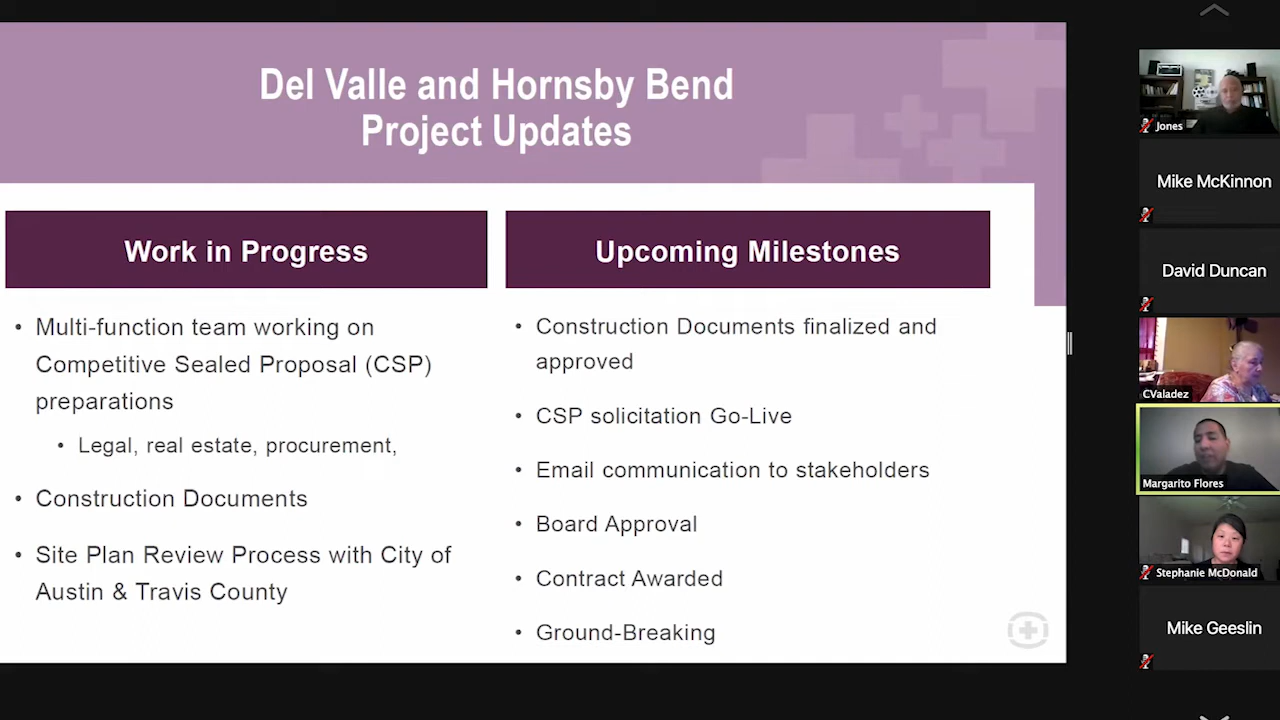 Del Valle and Hornsby Bend
Project Updates
Work in Progress
• Multi-function team working on
Competitive Sealed Proposal (CSP)
preparations
• Legal, real estate, procurement,
• Construction Documents
• Site Plan Review Process with City of
Austin & Travis County
Upcoming Milestones
• Construction Documents finalized and
approved
• CSP solicitation Go-Live
• Email communication to stakeholders
• Board Approval
• Contract Awarded
• Ground-Breaking
Jones
Mike McKinnon
David Duncan
CValadez
Margarito Flores
Stephanie McDonald
Mike Geeslin